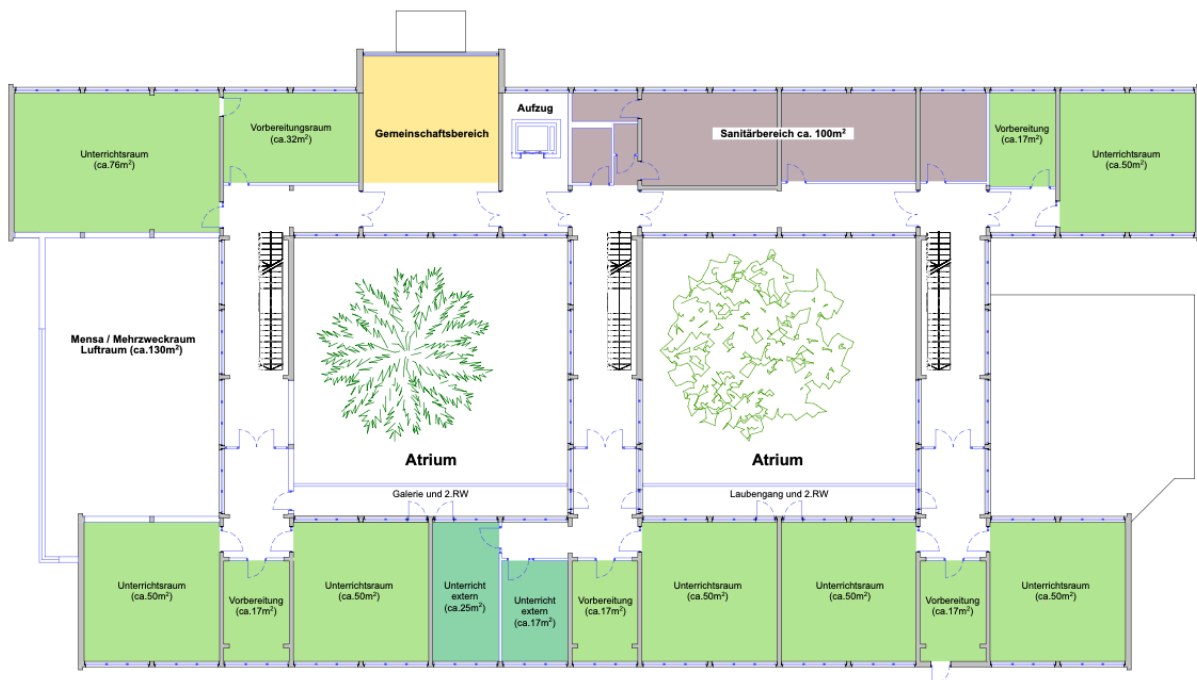 Aufzug
Unterrichtsraum
(ca.76m²)
Vorbereitungsraum
(ca.32m²)
Gemeinschaftsbereich
Sanitärbereich ca. 100m²
Vorbereitung
(ca.17m²)
Unterrichtsraum
(ca.50m²)
Mensa / Mehrzweckraum
Luftraum (ca.130m²)
Atrium
Atrium
Galerie und 2.RW
Laubengang und 2.RW
Unterrichtsraum
(ca.50m²)
Vorbereitung
(ca.17m²)
Unterrichtsraum
(ca.50m²)
Unterricht
extern
(ca.25m²)
Unterricht
extern
(ca.17m²)
Vorbereitung
(ca.17m²)
Unterrichtsraum
(ca.50m²)
Unterrichtsraum
(ca.50m²)
Vorbereitung
(ca.17m²)
Unterrichtsraum
(ca.50m²)